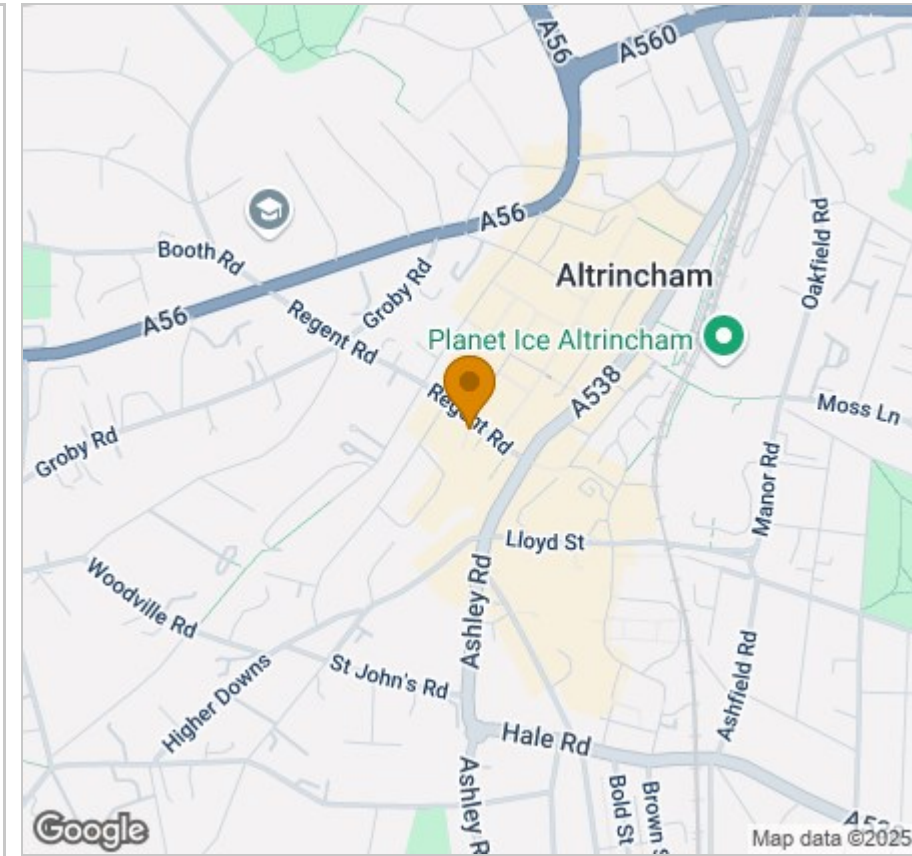 A56
A560
Booth Rd
A56
Oakfield Rd
Altrincham
Groby Rd
A56
Regent Rd
Planet Ice Altrincham
A538
Regent Rd
Moss Ln
Groby Rd
Manor Rd
Lloyd St
Woodville Rd
Ashley Rd
St John's Rd
Ashfield Rd
Higher Downs
Hale Rd
Ashley R
Bold St
Brown S
Google
Map data ©2025